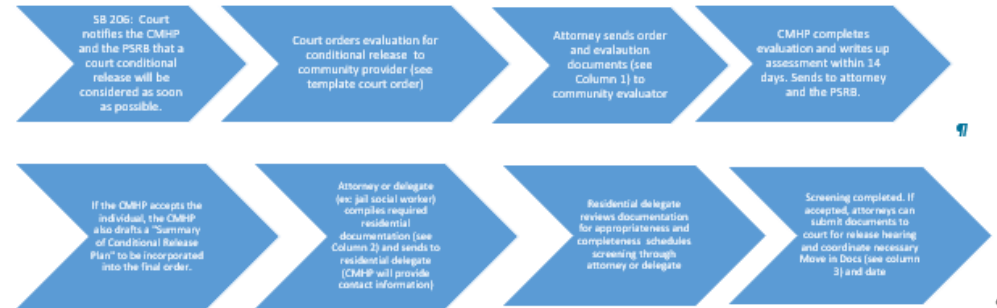 SB 206: Court
notifies the CMHP
and the PSRB that a
court conditional
release will be
considered as soon
as possible.
Court orders evaluation for
conditional release to
community provider (see
template court order)
Attorney sends order
and evaluation
documents (see
Column 1) to
community evaluator
CMHP completes
evaluation and writes up
assessment within 14
days. Sends to attorney
and the PSRB.
¶
If the CMHP accepts the
individual, the CMHP
also drafts a "Summary
of Conditional Release
Plan" to be incorporated
into the final order.
Attorney or delegate
(ex: jail social worker)
compiles required
residential
documentation (see
Column 2) and sends to
residential delegate
(CMHP will provide
contact information)
Residential delegate
reviews documentation
for appropriateness and
completeness schedules
screening through
attorney or delegate
Screening completed. If
accepted, attorneys can
submit documents to
court for release hearing
and coordinate necessary
Move in Docs (see column
3) and date